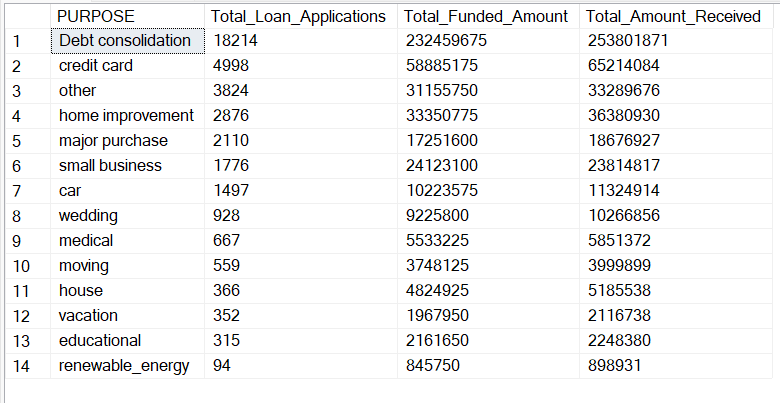 PURPOSE Total_Loan_Applications Total_Funded_Amount Total_Amount_Received
1 Debt consolidation 18214 232459675 253801871
2 credit card 4998 58885175 65214084
3 other 3824 31155750 33289676
4 home improvement 2876 33350775 36380930
5 major purchase 2110 17251600 18676927
6 small business 1776 24123100 23814817
7 car 1497 10223575 11324914
8 wedding 928 9225800 10266856
9 medical 667 5533225 5851372
10 moving 559 3748125 3999899
11 house 366 4824925 5185538
12 vacation 352 1967950 2116738
13 educational 315 2161650 2248380
14 renewable_energy 94 845750 898931